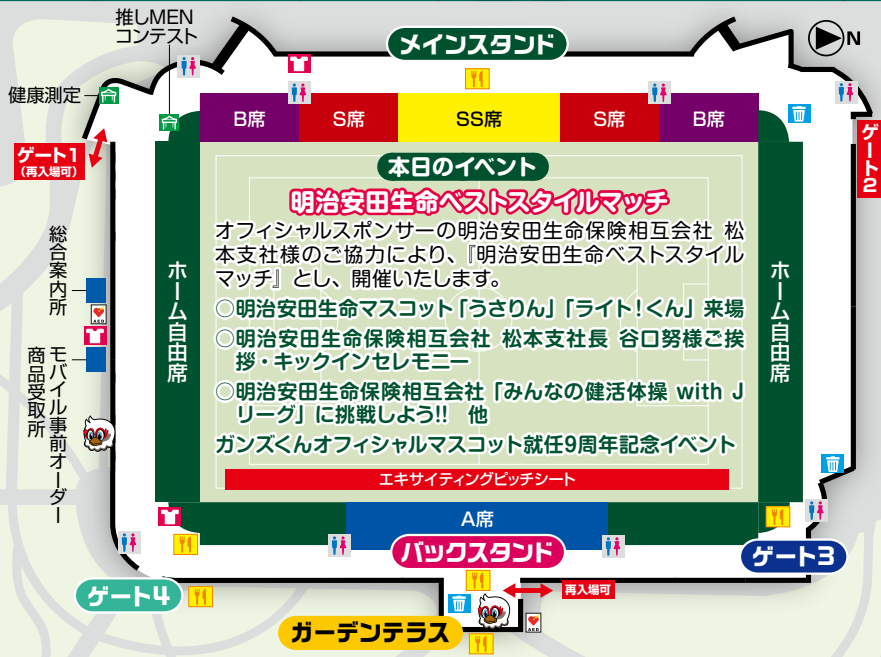 推しMEN
コンテスト
メインスタンド
N
健康測定
ゲート1
(再入場可)
B席
S席
SS席
S席
B席
ゲート2
本日のイベント
明治安田生命ベストスタイルマッチ
オフィシャルスポンサーの明治安田生命保険相互会社 松
本支社様のご協力により、『明治安田生命ベストスタイル
マッチ』とし、開催いたします。
○明治安田生命マスコット「うさりん」「ライト!くん」来場
○明治安田生命保険相互会社 松本支社長 谷口努様ご挨
拶・キックインセレモニー
○明治安田生命保険相互会社「みんなの健活体操 with J
リーグ」に挑戦しよう!! 他
ガンズくんオフィシャルマスコット就任9周年記念イベント
エキサイティングピッチシート
ホーム自由席
ホーム自由席
総合案内所
AED
モバイル事前オーダー
商品受取所
A席
バックスタンド
ゲート3
ゲート4
再入場可
ガーデンテラス
AED